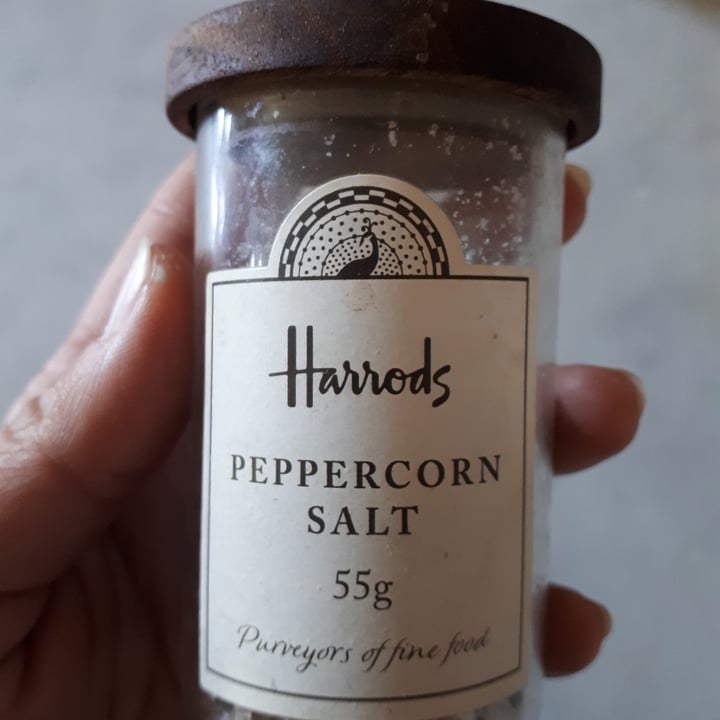 Harrods
PEPPERCORN
SALT
55g
Purveyors of fine food